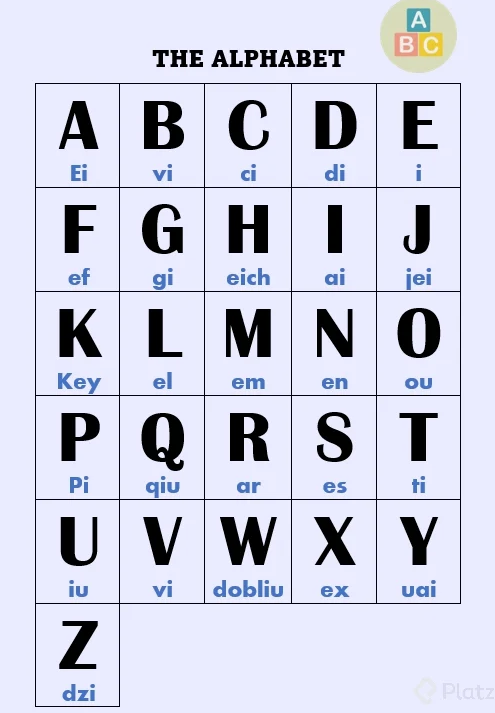 A
B C
THE ALPHABET
A B C D E
Ei vi ci di i
F G H I J
ef gi eich ai jei
K L M N O
Key el em en ou
P Q R S T
Pi qiu ar es ti
U V W X Y
iu vi dobliu ex uai
Z
dzi
Platz